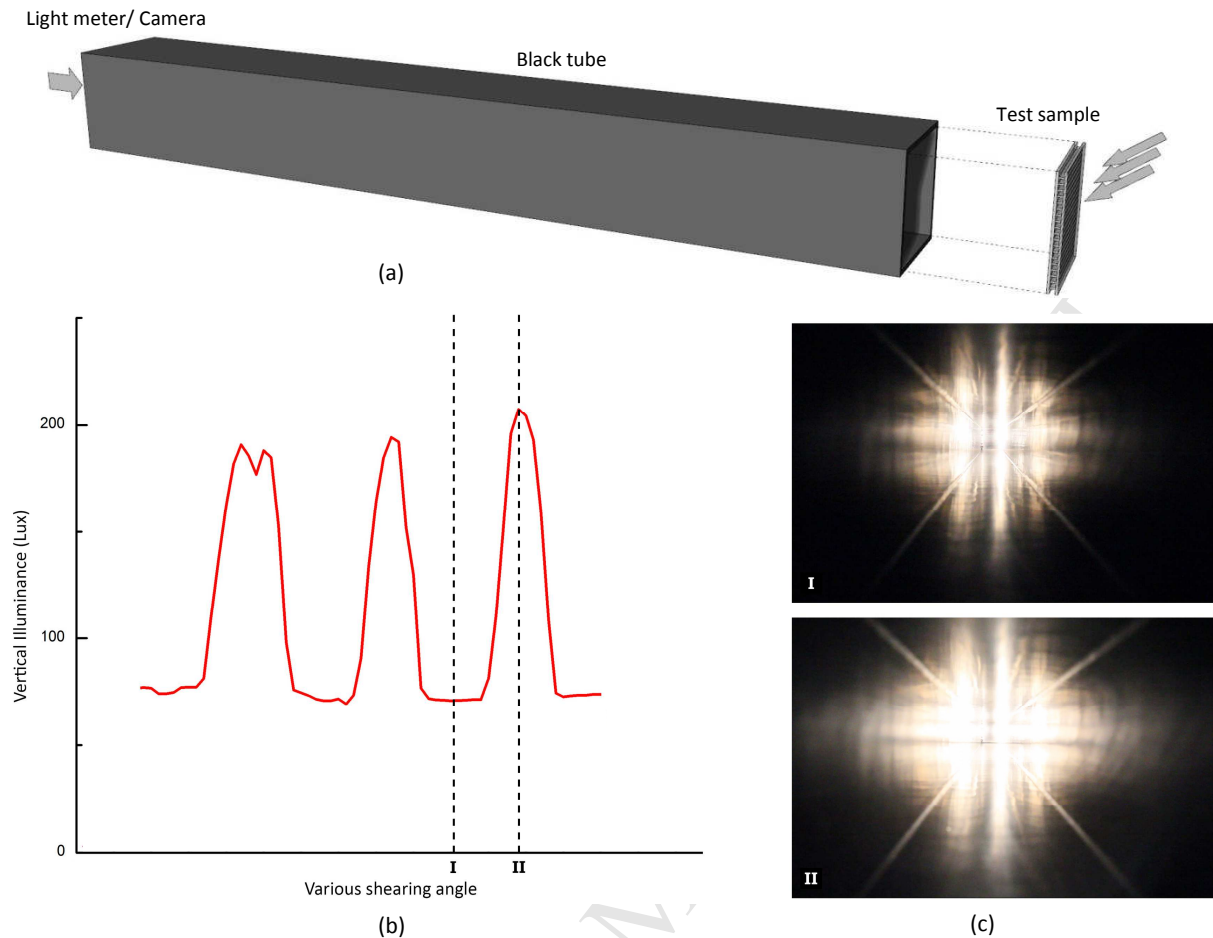 Light meter/ Camera
Black tube
Test sample
(a)
200
100
0
Vertical Illuminance (Lux)
I
II
Various shearing angle
(b)
I
II
(c)